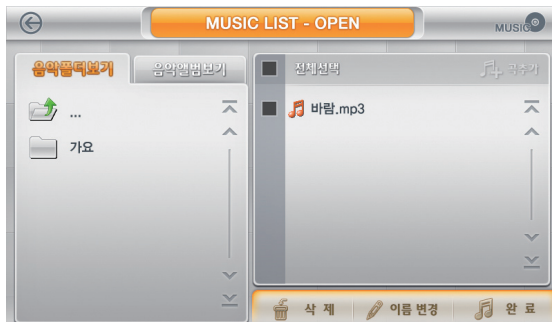 MUSIC LIST - OPEN
MUSIC
음악폴더보기
음악앨범보기
전체선택
곡추가
...
바람.mp3
가요
삭 제
이름 변경
완 료